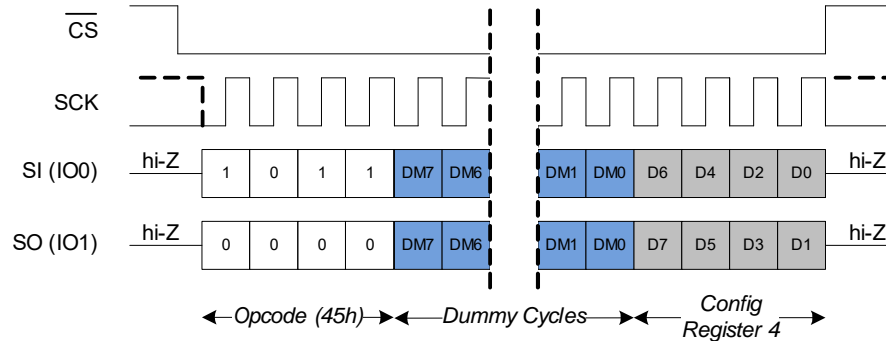 CS
SCK
SI (IO0) hi-Z 1 0 1 1 DM7 DM6 DM1 DM0 D6 D4 D2 D0 hi-Z
SO (IO1) hi-Z 0 0 0 0 DM7 DM6 DM1 DM0 D7 D5 D3 D1 hi-Z
Opcode (45h) Dummy Cycles Config
Register 4